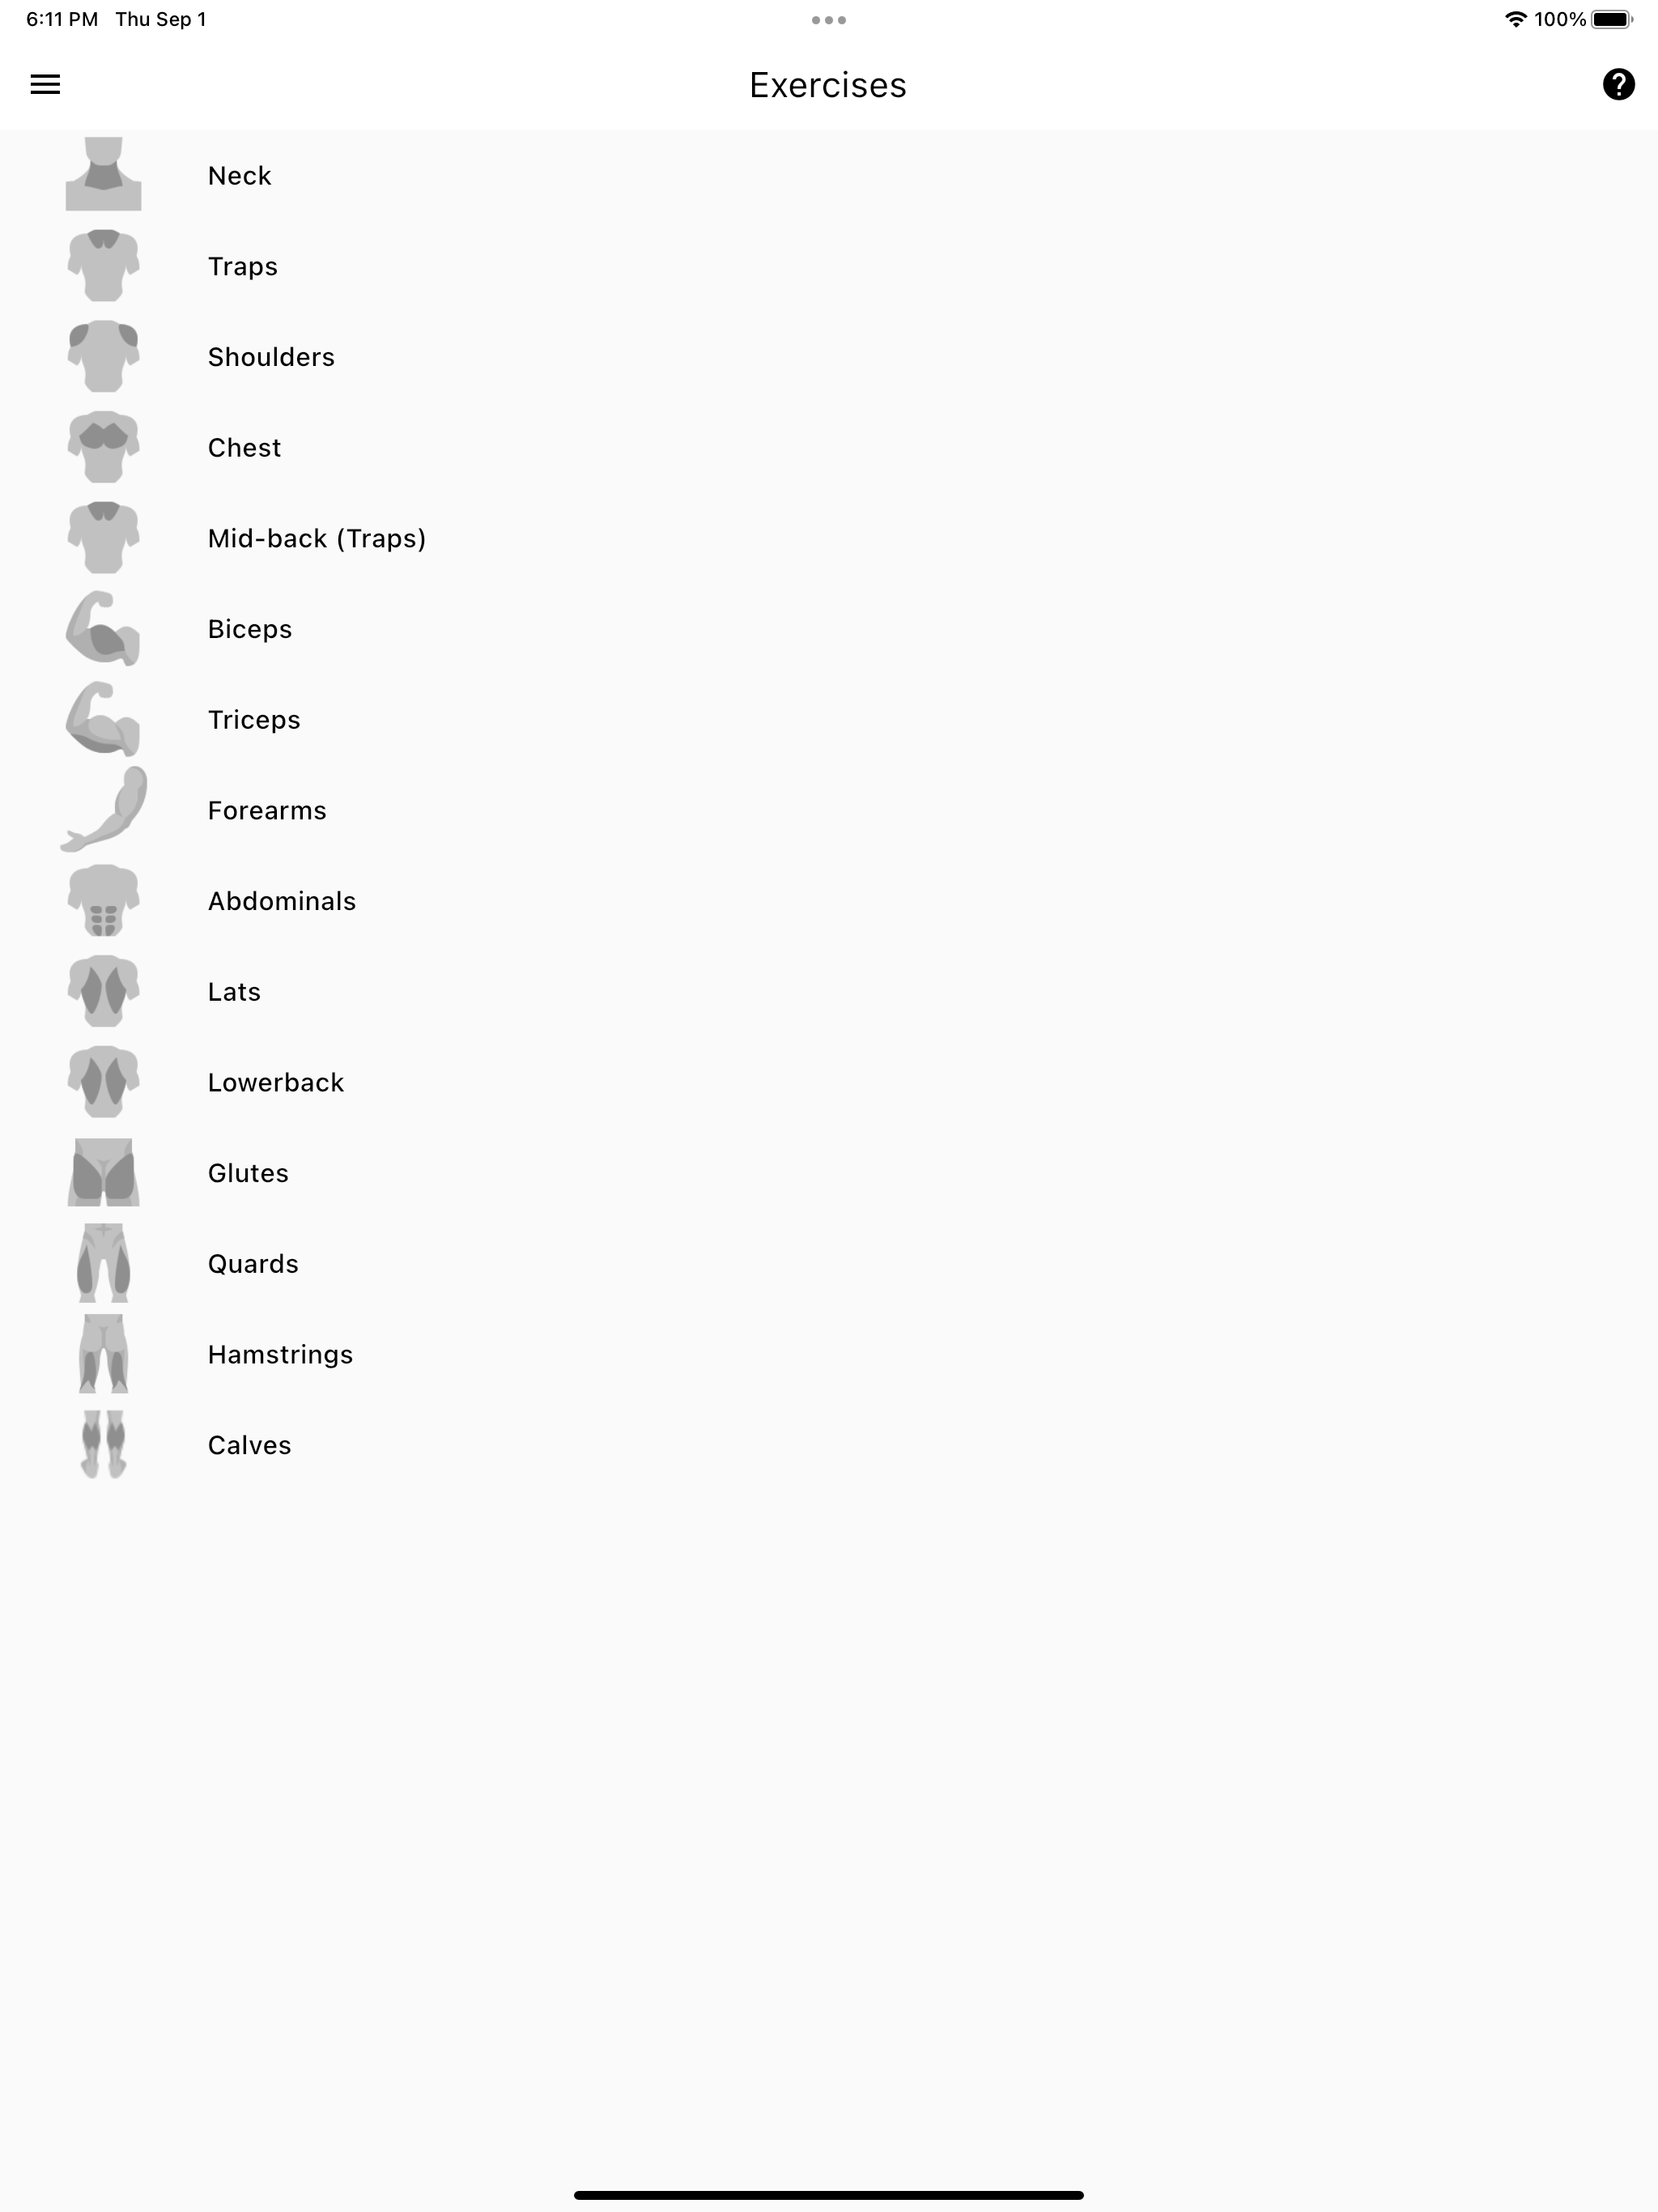 6:11 PM Thu Sep 1 100%
Exercises
Neck
Traps
Shoulders
Chest
Mid-back (Traps)
Biceps
Triceps
Forearms
Abdominals
Lats
Lowerback
Glutes
Quards
Hamstrings
Calves